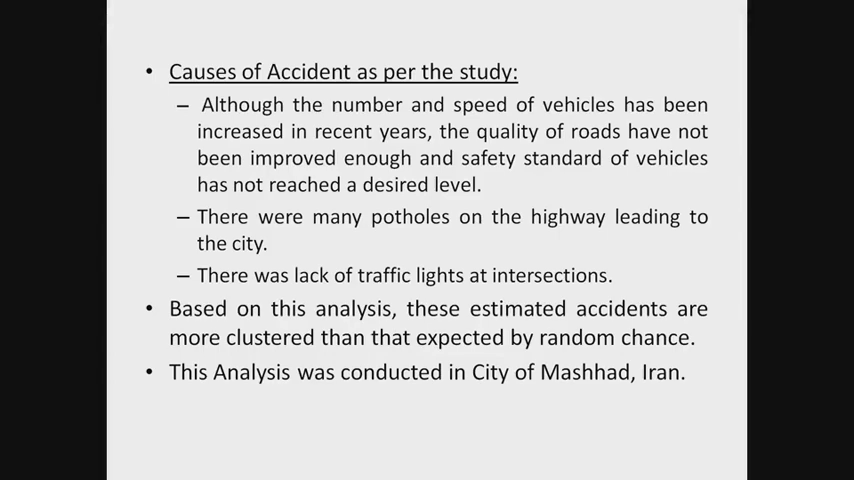 • Causes of Accident as per the study:
– Although the number and speed of vehicles has been
increased in recent years, the quality of roads have not
been improved enough and safety standard of vehicles
has not reached a desired level.
– There were many potholes on the highway leading to
the city.
– There was lack of traffic lights at intersections.
• Based on this analysis, these estimated accidents are
more clustered than that expected by random chance.
• This Analysis was conducted in City of Mashhad, Iran.